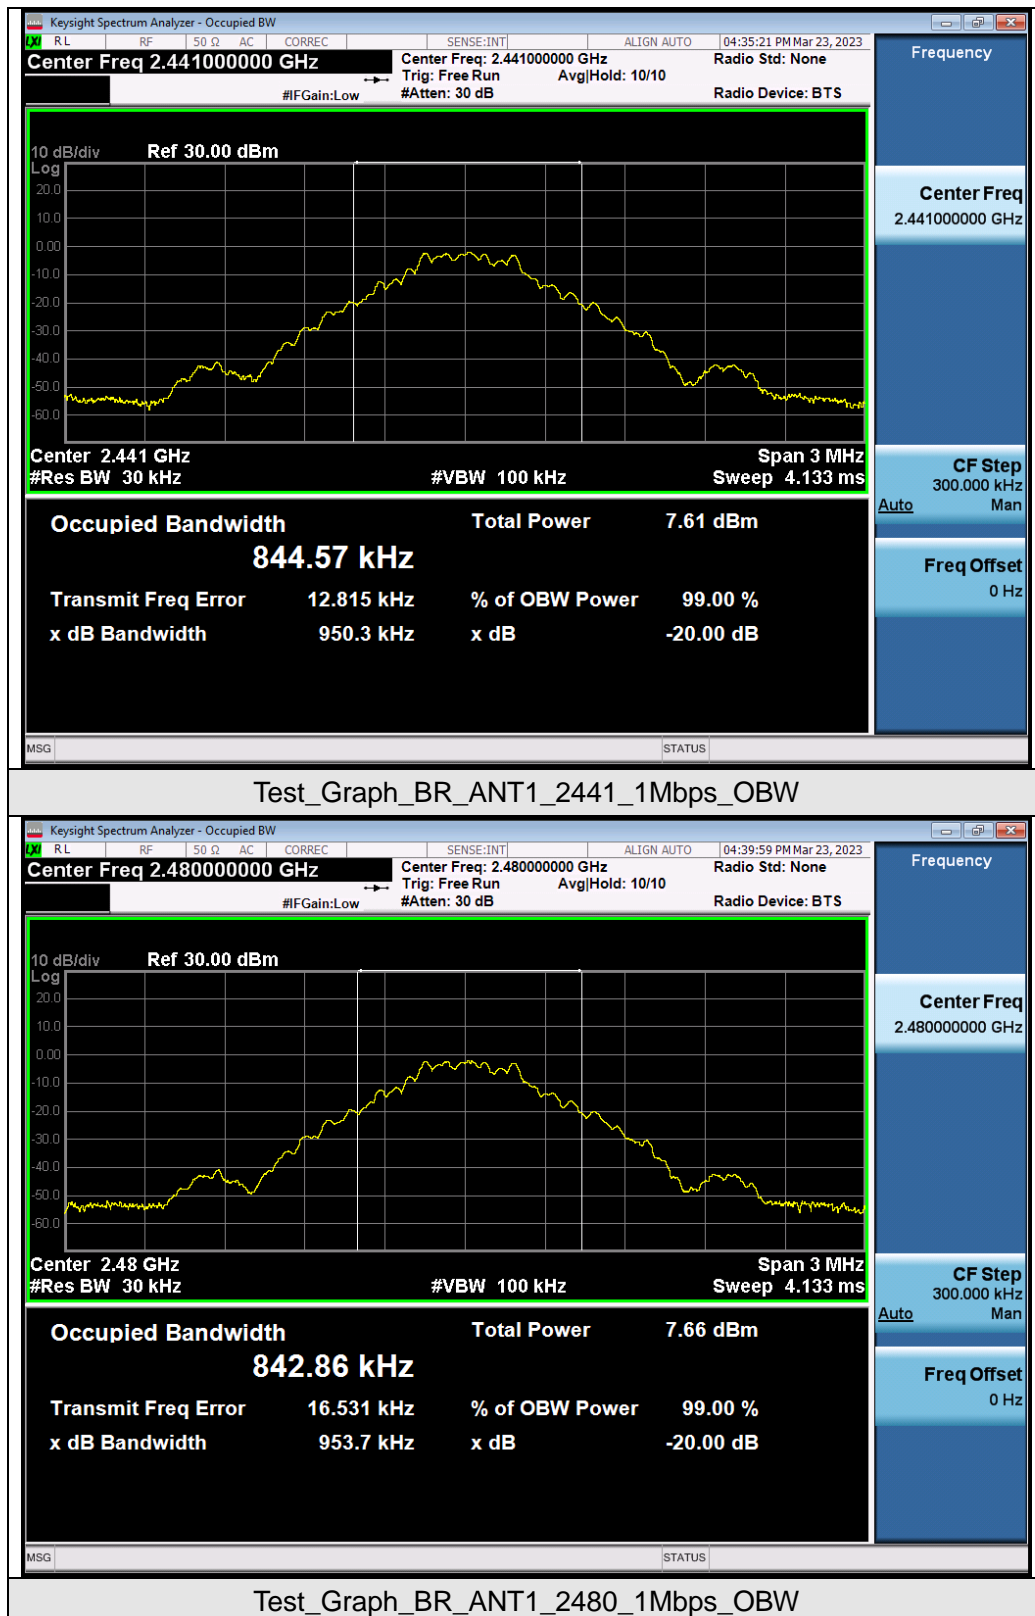 Keysight Spectrum Analyzer - Occupied BW
LXI RL RF 50 Ω AC CORREC SENSE:INT ALIGN AUTO 04:35:21 PM Mar 23, 2023
Center Freq 2.441000000 GHz
Center Freq: 2.441000000 GHz
Radio Std: None
Trig: Free Run Avg|Hold: 10/10
#IFGain:Low
#Atten: 30 dB
Radio Device: BTS
10 dB/div Ref 30.00 dBm
Log
20.0
10.0
0.00
-10.0
-20.0
-30.0
-40.0
-50.0
-60.0
Center 2.441 GHz Span 3 MHz
#Res BW 30 kHz #VBW 100 kHz Sweep 4.133 ms
Occupied Bandwidth Total Power 7.61 dBm
844.57 kHz
Transmit Freq Error 12.815 kHz % of OBW Power 99.00 %
x dB Bandwidth 950.3 kHz x dB -20.00 dB
MSG STATUS
Frequency
Center Freq
2.441000000 GHz
CF Step
300.000 kHz
Auto Man
Freq Offset
0 Hz
Test_Graph_BR_ANT1_2441_1Mbps_OBW
Keysight Spectrum Analyzer - Occupied BW
LXI RL RF 50 Ω AC CORREC SENSE:INT ALIGN AUTO 04:39:59 PM Mar 23, 2023
Center Freq 2.480000000 GHz
Center Freq: 2.480000000 GHz
Radio Std: None
Trig: Free Run Avg|Hold: 10/10
#IFGain:Low
#Atten: 30 dB
Radio Device: BTS
10 dB/div Ref 30.00 dBm
Log
20.0
10.0
0.00
-10.0
-20.0
-30.0
-40.0
-50.0
-60.0
Center 2.48 GHz Span 3 MHz
#Res BW 30 kHz #VBW 100 kHz Sweep 4.133 ms
Occupied Bandwidth Total Power 7.66 dBm
842.86 kHz
Transmit Freq Error 16.531 kHz % of OBW Power 99.00 %
x dB Bandwidth 953.7 kHz x dB -20.00 dB
MSG STATUS
Frequency
Center Freq
2.480000000 GHz
CF Step
300.000 kHz
Auto Man
Freq Offset
0 Hz
Test_Graph_BR_ANT1_2480_1Mbps_OBW